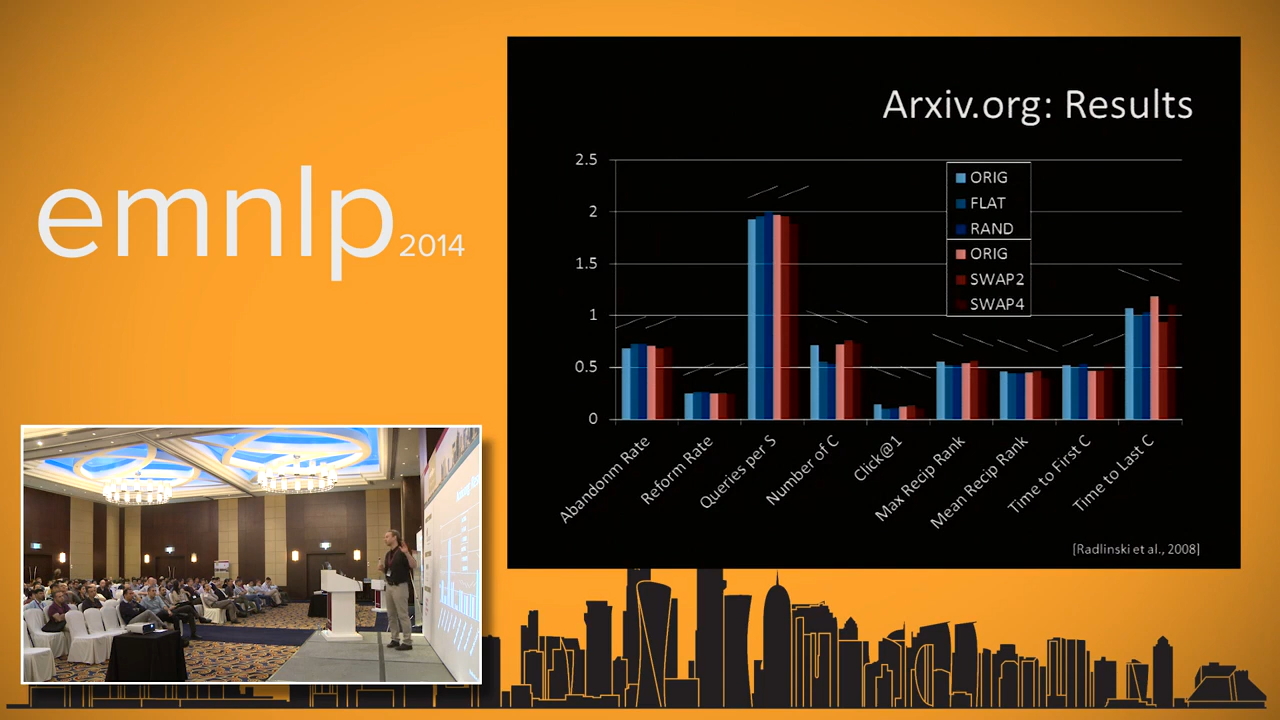 emnlp 2014
Arxiv.org: Results
2.5
2
1.5
1
0.5
0
ORIG
FLAT
RAND
ORIG
SWAP2
SWAP4
Abandonm Rate
Reform Rate
Queries per S
Number of C
Click@1
Max Recip Rank
Mean Recip Rank
Time to First C
Time to Last C
[Radlinski et al., 2008]